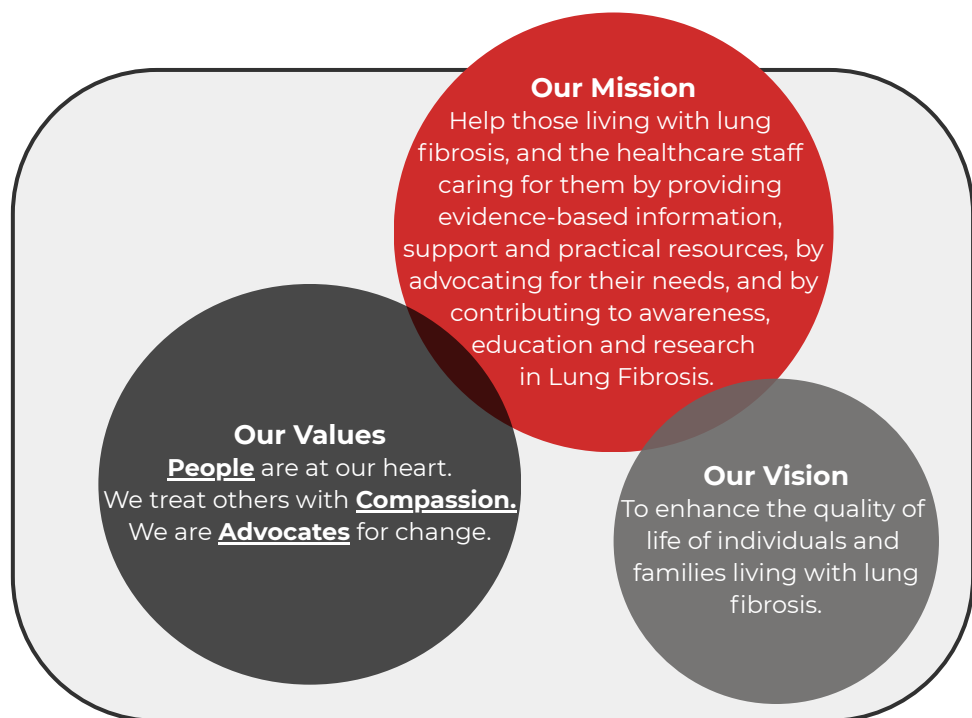 Our Mission
Help those living with lung
fibrosis, and the healthcare staff
caring for them by providing
evidence-based information,
support and practical resources, by
advocating for their needs, and by
contributing to awareness,
education and research
in Lung Fibrosis.
Our Values
People are at our heart.
We treat others with Compassion.
We are Advocates for change.
Our Vision
To enhance the quality of
life of individuals and
families living with lung
fibrosis.